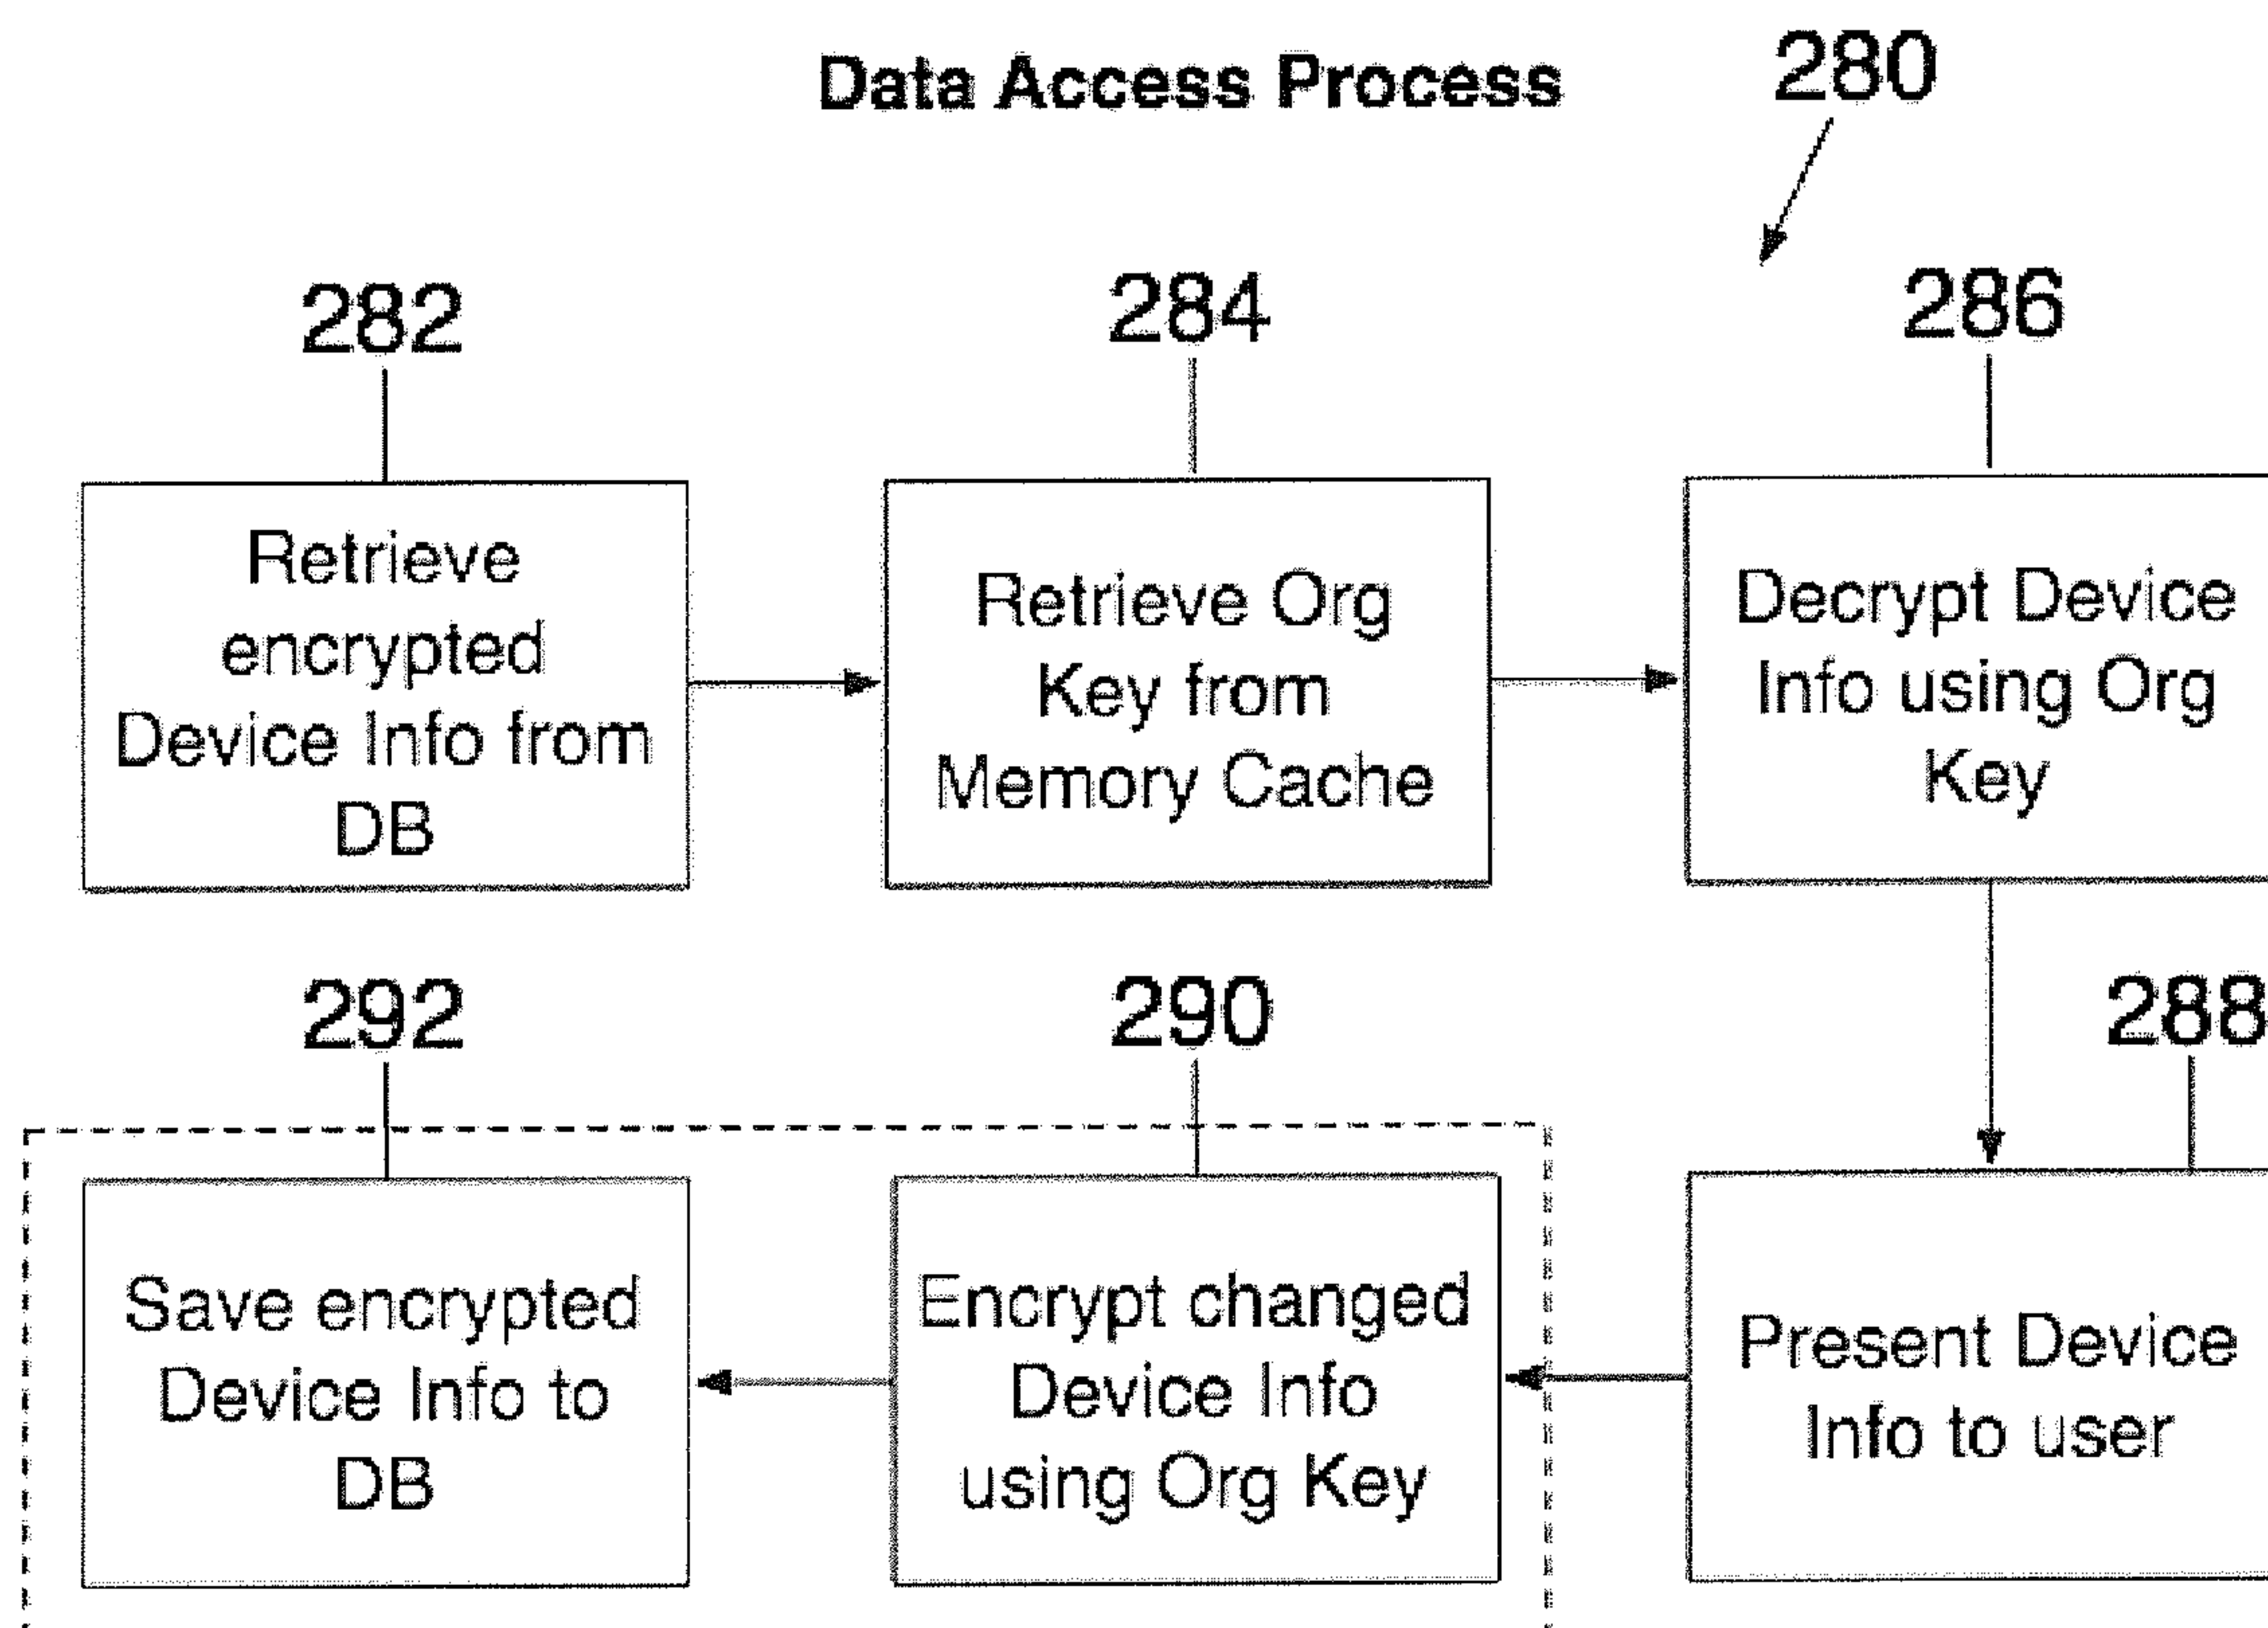 Data Access Process
280
282
284
286
Retrieve
encrypted
Device Info from
DB
Retrieve Org
Key from
Memory Cache
Decrypt Device
Info using Org
Key
292
290
288
Save encrypted
Device Info to
DB
Encrypt changed
Device Info
using Org Key
Present Device
Info to user